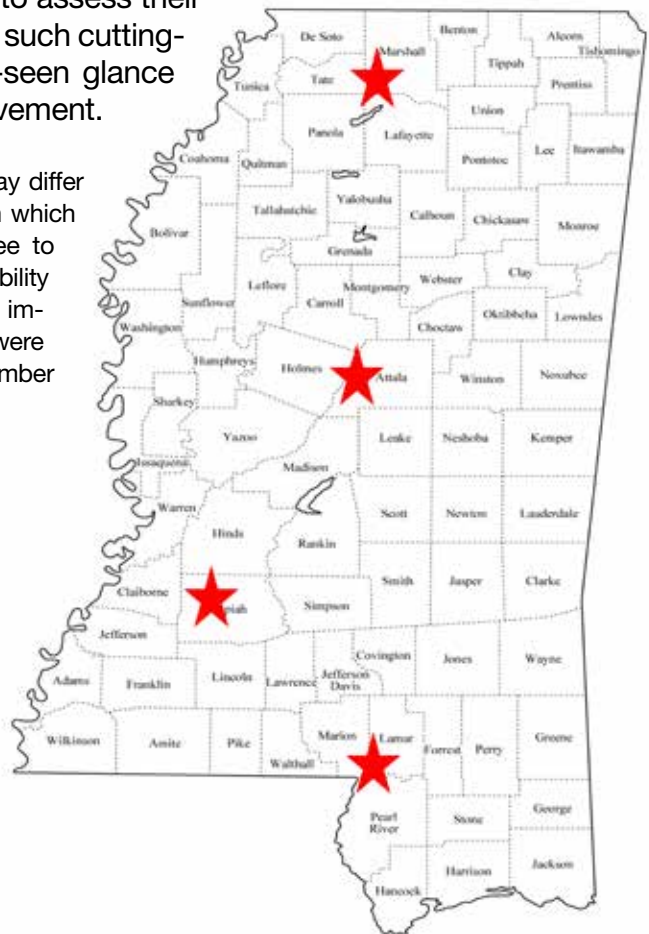 to assess their
such cutting-
-seen glance
vement.
ay differ
which
ee to
bility
im-
were
mber
De Soto
Benton
Alcorn
Marshall
Tishomingo
Tippah
Tate
Tunica
Prentiss
Union
Panola
Lafayette
Lee
Itawamba
Coahoma
Quitman
Pontotoc
Yalobusha
Tallahatchie
Calhoun
Chickasaw
Monroe
Bolivar
Grenada
Leflore
Clay
Montgomery
Webster
Sunflower
Carroll
Oktibbeha
Lowndes
Washington
Choctaw
Humphreys
Holmes
Attala
Winston
Noxubee
Sharkey
Yazoo
Leake
Neshoba
Kemper
Issaquena
Madison
Warren
Scott
Newton
Lauderdale
Hinds
Rankin
Smith
Jasper
Clarke
Claiborne
piah
Simpson
Jefferson
Covington
Jones
Wayne
Adams
Franklin
Lincoln
Lawrence
Jefferson
Davis
Wilkinson
Amite
Pike
Walthall
Marion
Lamar
Forrest
Perry
Greene
George
Pearl
River
Stone
Jackson
Harrison
Hancock